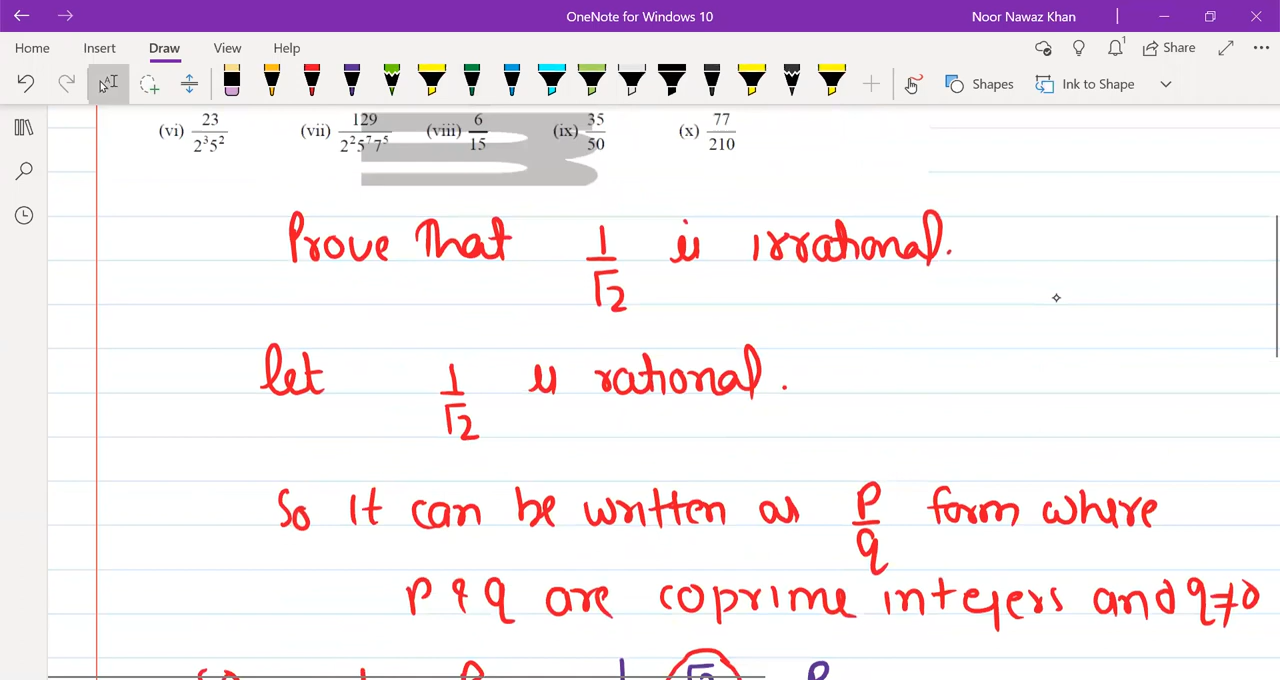 OneNote for Windows 10
Noor Nawaz Khan
Home Insert Draw View Help
1
Share
Shapes
Ink to Shape
(vi) 23/2³5² (vii) 129/2²5⁷7⁵ (viii) 6/15 (ix) 35/50 (x) 77/210
Prove That 1/√2 is irrational.
let 1/√2 is rational.
So it can be written as P/q form where
P & q are coprime integers and q≠0